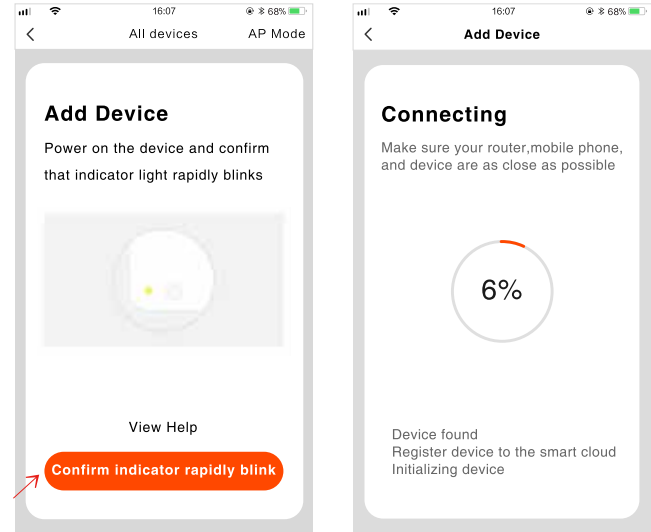 16:07
68%
All devices
AP Mode
Add Device
Power on the device and confirm
that indicator light rapidly blinks
View Help
Confirm indicator rapidly blink
16:07
68%
Add Device
Connecting
Make sure your router,mobile phone,
and device are as close as possible
6%
Device found
Register device to the smart cloud
Initializing device